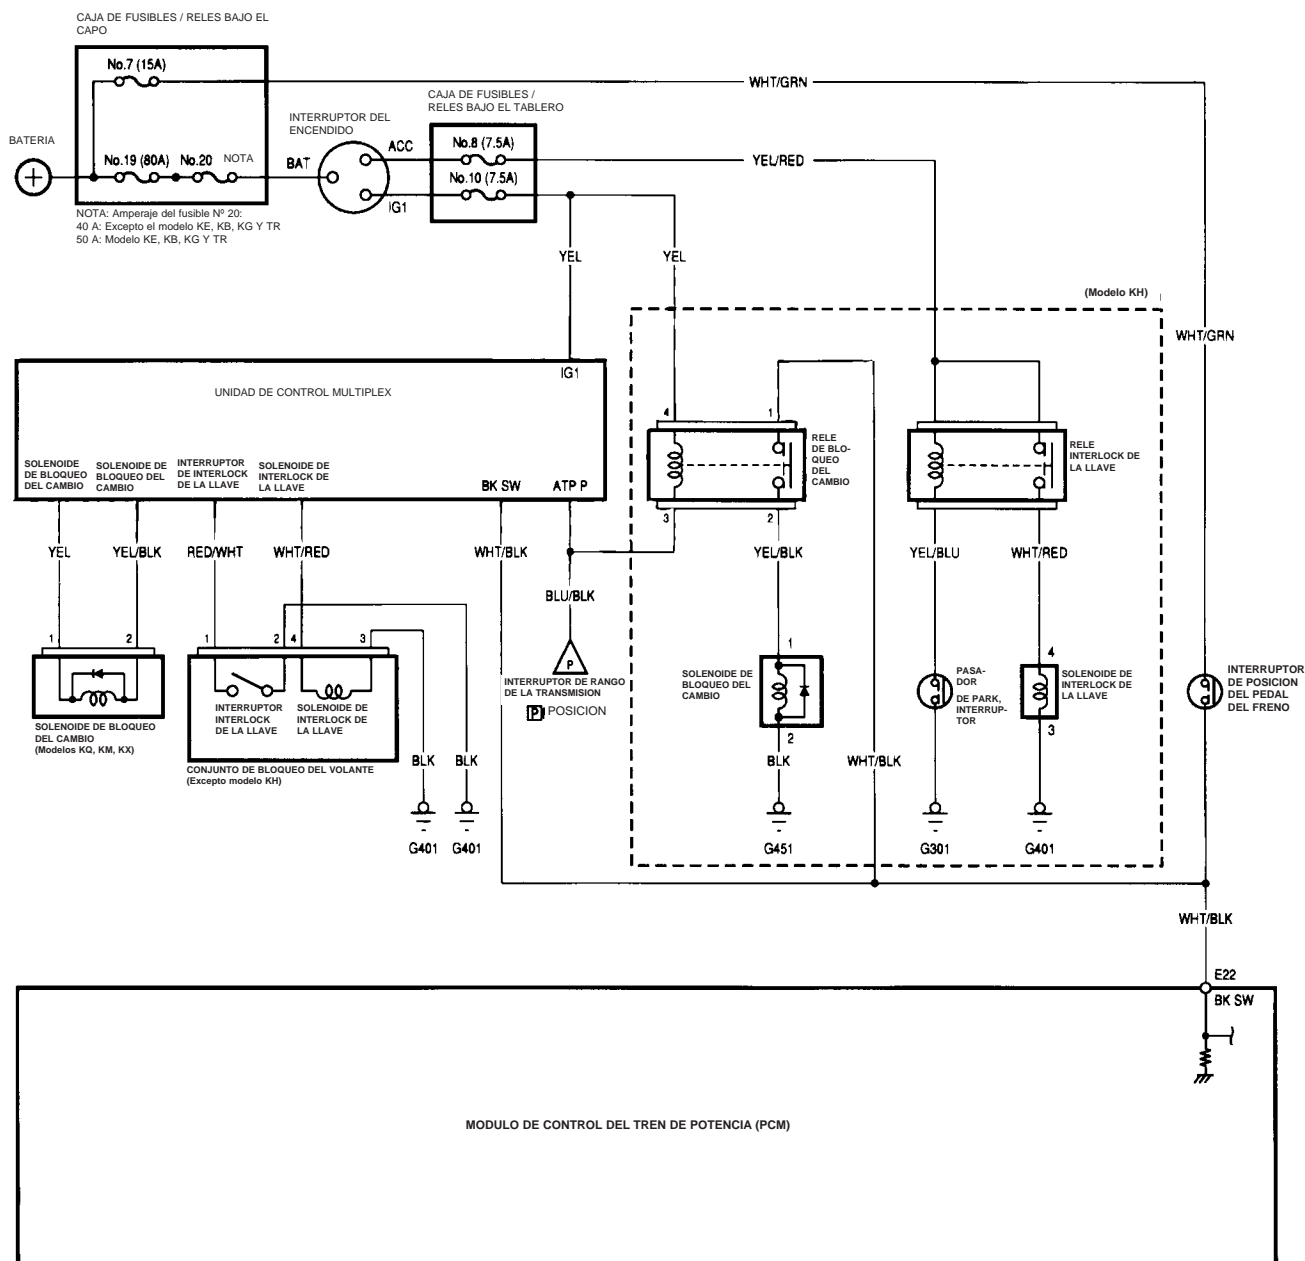 CAJA DE FUSIBLES / RELES BAJO EL
CAPO
No.7 (15A)
WHT/GRN
CAJA DE FUSIBLES /
RELES BAJO EL TABLERO
INTERRUPTOR DEL
ENCENDIDO
BATERIA
No.19 (80A)
No.20
NOTA
BAT
ACC
IG1
No.8 (7.5A)
No.10 (7.5A)
YEL/RED
NOTA: Amperaje del fusible Nº 20:
40 A: Excepto el modelo KE, KB, KG Y TR
50 A: Modelo KE, KB, KG Y TR
YEL
YEL
(Modelo KH)
WHT/GRN
IG1
UNIDAD DE CONTROL MULTIPLEX
SOLENOIDE
DE BLOQUEO
DEL CAMBIO
SOLENOIDE DE
BLOQUEO DEL
CAMBIO
INTERRUPTOR
DE INTERLOCK
DE LA LLAVE
SOLENOIDE DE
INTERLOCK DE
LA LLAVE
BK SW
ATP P
4
1
RELE
DE BLO-
QUEO
DEL
CAMBIO
3
2
RELE
INTERLOCK DE
LA LLAVE
YEL
YEL/BLK
RED/WHT
WHT/RED
WHT/BLK
BLU/BLK
YEL/BLK
YEL/BLU
WHT/RED
1
2
SOLENOIDE DE BLOQUEO
DEL CAMBIO
(Modelos KQ, KM, KX)
1
2
4
3
INTERRUPTOR
INTERLOCK
DE LA LLAVE
SOLENOIDE DE
INTERLOCK DE
LA LLAVE
CONJUNTO DE BLOQUEO DEL VOLANTE
(Excepto modelo KH)
BLK
BLK
G401
G401
P
INTERRUPTOR DE RANGO
DE LA TRANSMISION
P POSICION
SOLENOIDE DE
BLOQUEO DEL
CAMBIO
1
2
BLK
G451
WHT/BLK
PASA-
DOR
DE PARK,
INTERRUP-
TOR
G301
4
SOLENOIDE DE
INTERLOCK DE
LA LLAVE
3
G401
INTERRUPTOR
DE POSICION
DEL PEDAL
DEL FRENO
WHT/BLK
E22
BK SW
MODULO DE CONTROL DEL TREN DE POTENCIA (PCM)